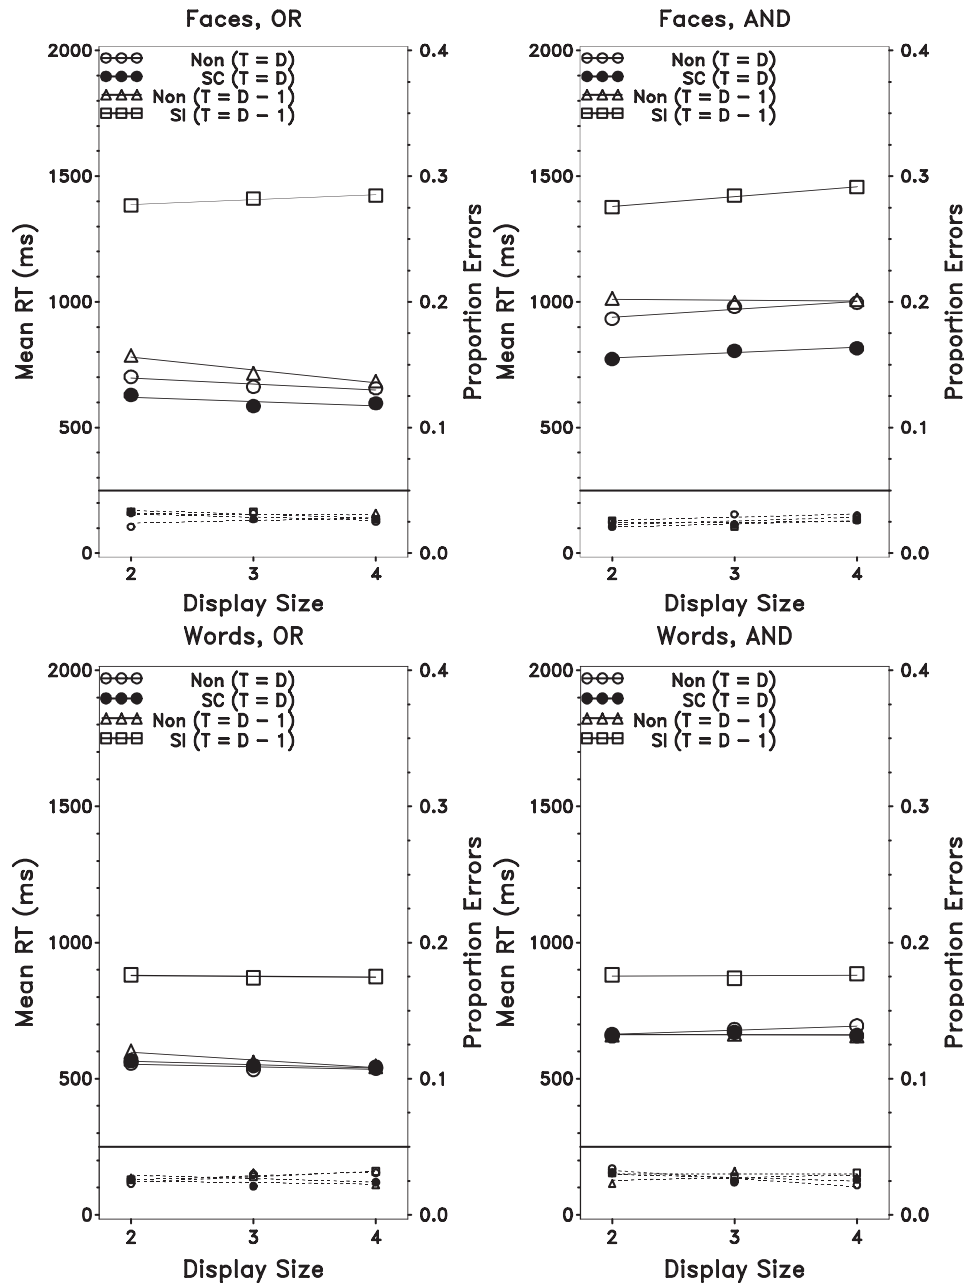 Faces, OR
2000
0.4
Non (T = D)
SC (T = D)
Non (T = D - 1)
SI (T = D - 1)
1500
0.3
1000
0.2
500
0.1
0
0.0
Mean RT (ms)
Proportion Errors
2 3 4
Display Size
Faces, AND
2000
0.4
Non (T = D)
SC (T = D)
Non (T = D - 1)
SI (T = D - 1)
1500
0.3
1000
0.2
500
0.1
0
0.0
Mean RT (ms)
Proportion Errors
2 3 4
Display Size
Words, OR
2000
0.4
Non (T = D)
SC (T = D)
Non (T = D - 1)
SI (T = D - 1)
1500
0.3
1000
0.2
500
0.1
0
0.0
Mean RT (ms)
Proportion Errors
2 3 4
Display Size
Words, AND
2000
0.4
Non (T = D)
SC (T = D)
Non (T = D - 1)
SI (T = D - 1)
1500
0.3
1000
0.2
500
0.1
0
0.0
Mean RT (ms)
Proportion Errors
2 3 4
Display Size